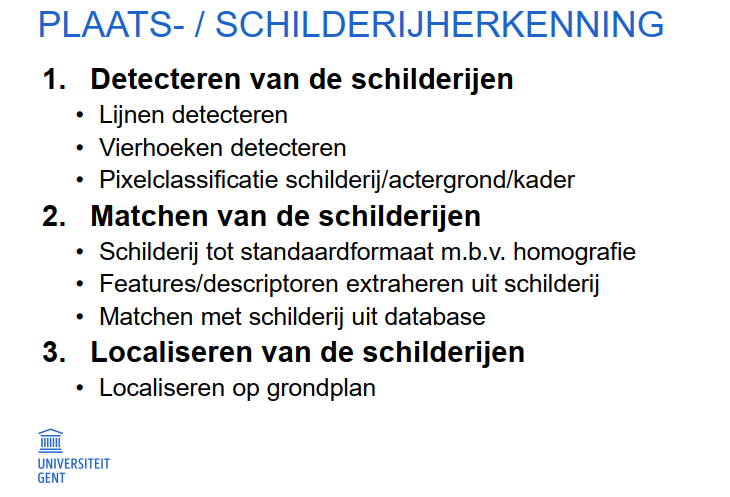 PLAATS- / SCHILDERIJHERKENNING
1. Detecteren van de schilderijen
• Lijnen detecteren
• Vierhoeken detecteren
• Pixelclassificatie schilderij/actergrond/kader
2. Matchen van de schilderijen
• Schilderij tot standaardformaat m.b.v. homografie
• Features/descriptoren extraheren uit schilderij
• Matchen met schilderij uit database
3. Localiseren van de schilderijen
• Localiseren op grondplan
UNIVERSITEIT
GENT